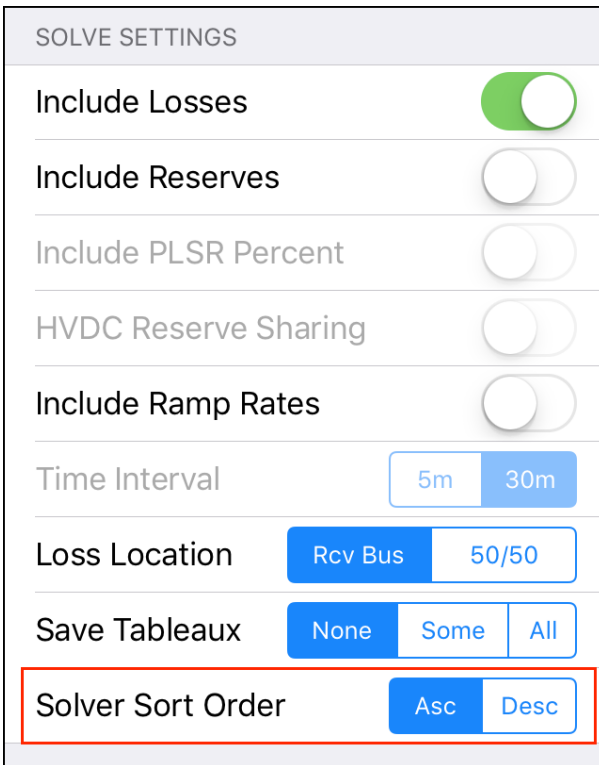 SOLVE SETTINGS
Include Losses
Include Reserves
Include PLSR Percent
HVDC Reserve Sharing
Include Ramp Rates
Time Interval 5m 30m
Loss Location Rcv Bus 50/50
Save Tableaux None Some All
Solver Sort Order Asc Desc